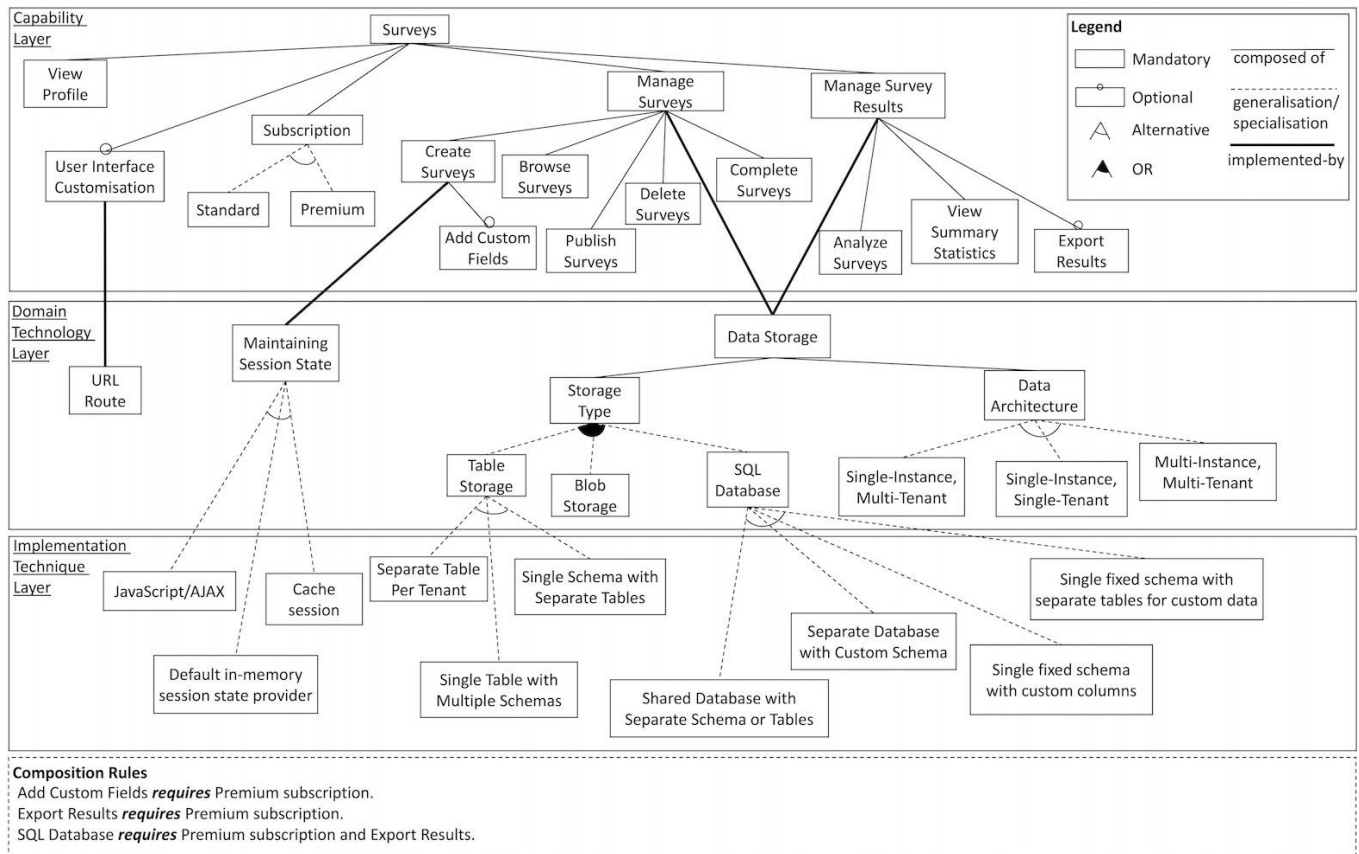 Capability
Layer
Surveys
View
Profile
Manage
Surveys
Manage Survey
Results
Subscription
User Interface
Customisation
Create
Surveys
Browse
Surveys
Delete
Surveys
Complete
Surveys
Standard
Premium
Add Custom
Fields
Publish
Surveys
Analyze
Surveys
View
Summary
Statistics
Export
Results
Legend
Mandatory
composed of
Optional
generalisation/
specialisation
Alternative
implemented-by
OR
Domain
Technology
Layer
URL
Route
Maintaining
Session State
Data Storage
Storage
Type
Data
Architecture
Table
Storage
Blob
Storage
SQL
Database
Single-Instance,
Multi-Tenant
Single-Instance,
Single-Tenant
Multi-Instance,
Multi-Tenant
Implementation
Technique
Layer
JavaScript/AJAX
Cache
session
Default in-memory
session state provider
Separate Table
Per Tenant
Single Schema with
Separate Tables
Single Table with
Multiple Schemas
Shared Database with
Separate Schema or Tables
Separate Database
with Custom Schema
Single fixed schema
with custom columns
Single fixed schema with
separate tables for custom data
Composition Rules
Add Custom Fields requires Premium subscription.
Export Results requires Premium subscription.
SQL Database requires Premium subscription and Export Results.